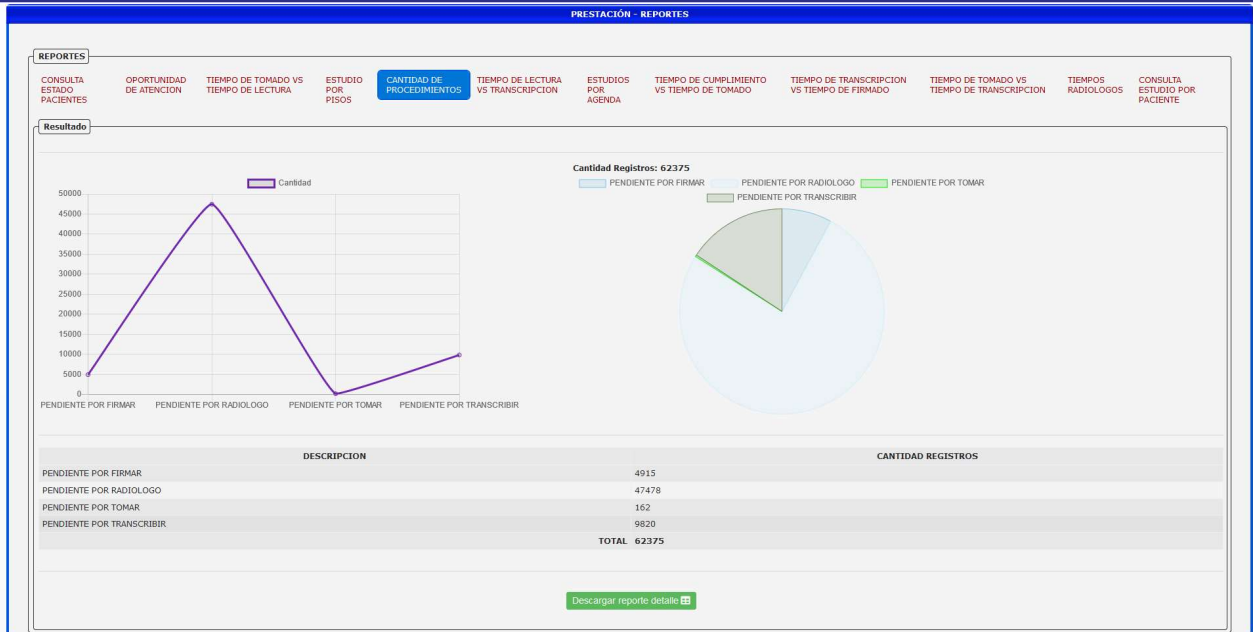 PRESTACIÓN - REPORTES
REPORTES
CONSULTA
ESTADO
PACIENTES
OPORTUNIDAD
DE ATENCION
TIEMPO DE TOMADO VS
TIEMPO DE LECTURA
ESTUDIO
POR
PISOS
CANTIDAD DE
PROCEDIMIENTOS
TIEMPO DE LECTURA
VS TRANSCRIPCION
ESTUDIOS
POR
AGENDA
TIEMPO DE CUMPLIMIENTO
VS TIEMPO DE TOMADO
TIEMPO DE TRANSCRIPCION
VS TIEMPO DE FIRMADO
TIEMPO DE TOMADO VS
TIEMPO DE TRANSCRIPCION
TIEMPOS
RADIOLOGOS
CONSULTA
ESTUDIO POR
PACIENTE
Resultado
Cantidad
50000
45000
40000
35000
30000
25000
20000
15000
10000
5000
0
PENDIENTE POR FIRMAR PENDIENTE POR RADIOLOGO PENDIENTE POR TOMAR PENDIENTE POR TRANSCRIBIR
Cantidad Registros: 62375
PENDIENTE POR FIRMAR PENDIENTE POR RADIOLOGO PENDIENTE POR TOMAR
PENDIENTE POR TRANSCRIBIR
DESCRIPCION CANTIDAD REGISTROS
PENDIENTE POR FIRMAR 4915
PENDIENTE POR RADIOLOGO 47478
PENDIENTE POR TOMAR 162
PENDIENTE POR TRANSCRIBIR 9820
TOTAL 62375
Descargar reporte detalle